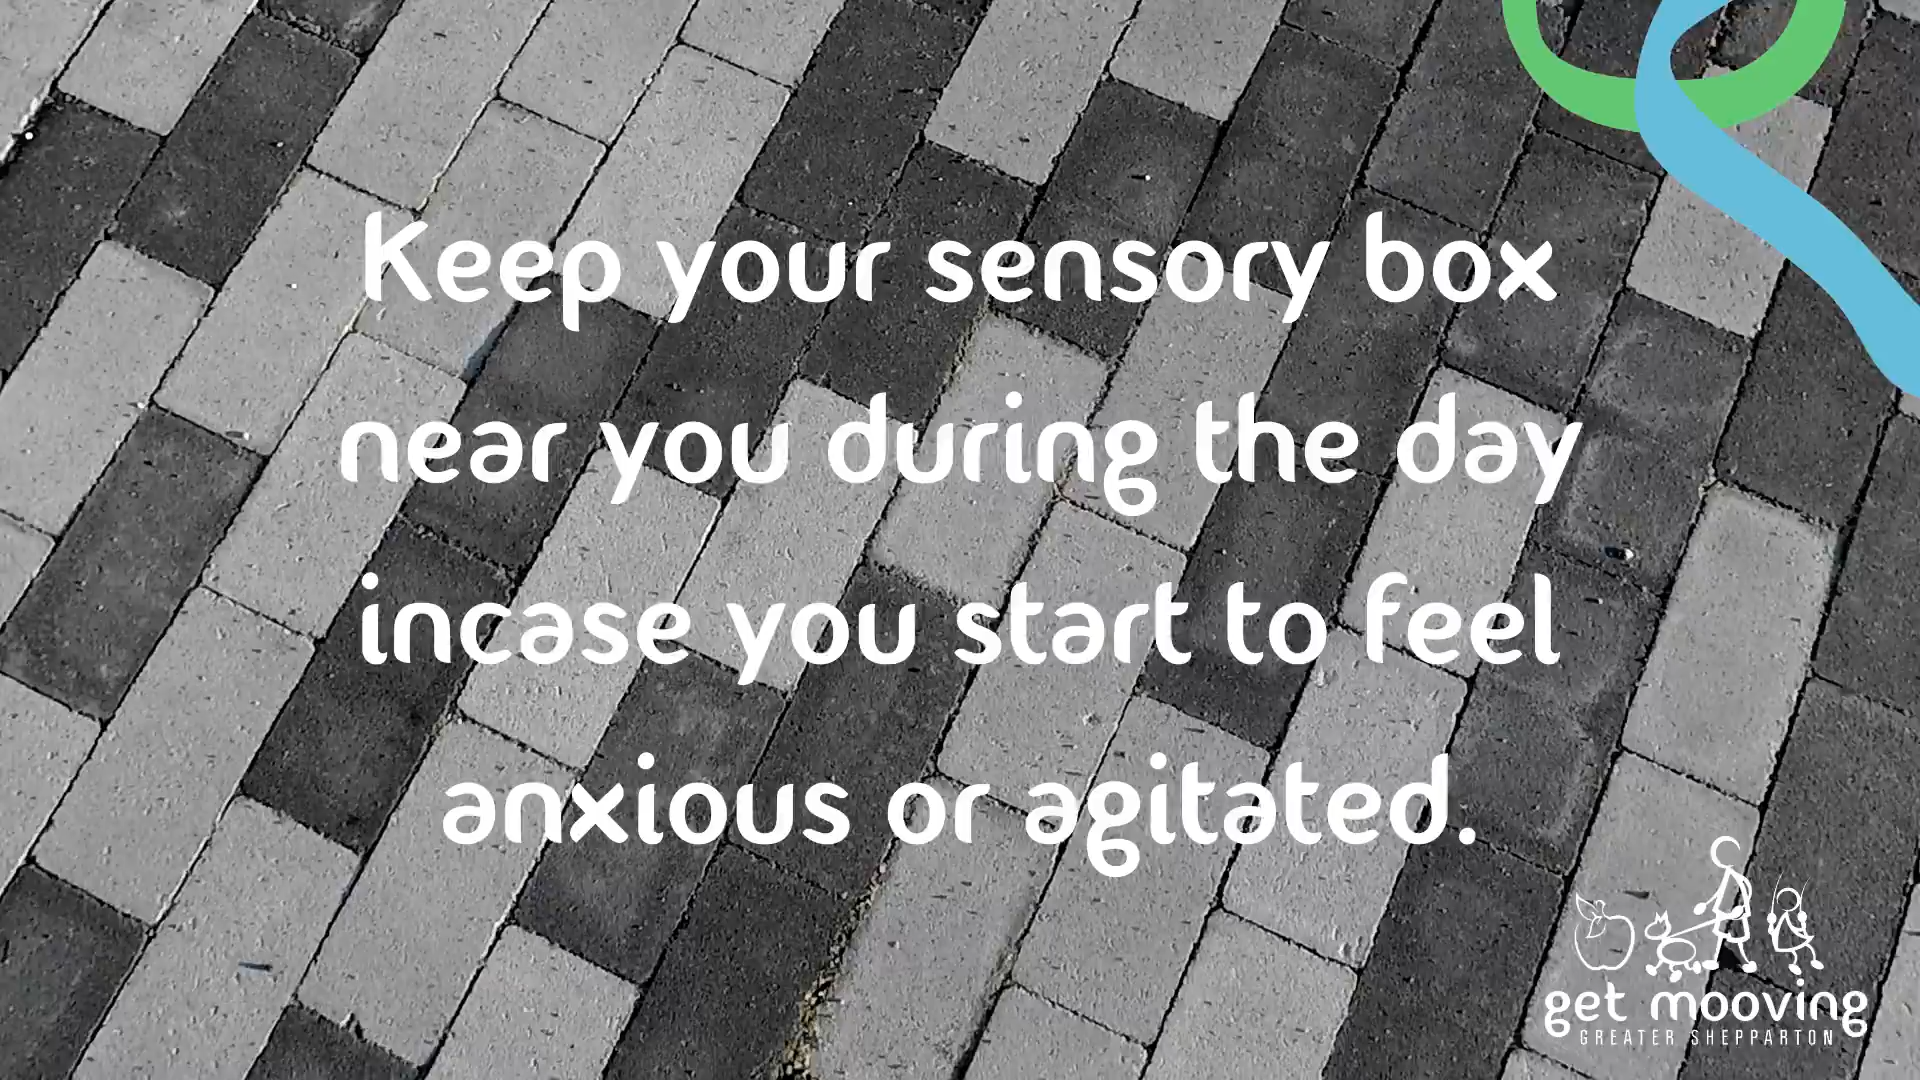 Keep your sensory box
near you during the day
incase you start to feel
anxious or agitated.
get mooving
GREATER SHEPPARTON